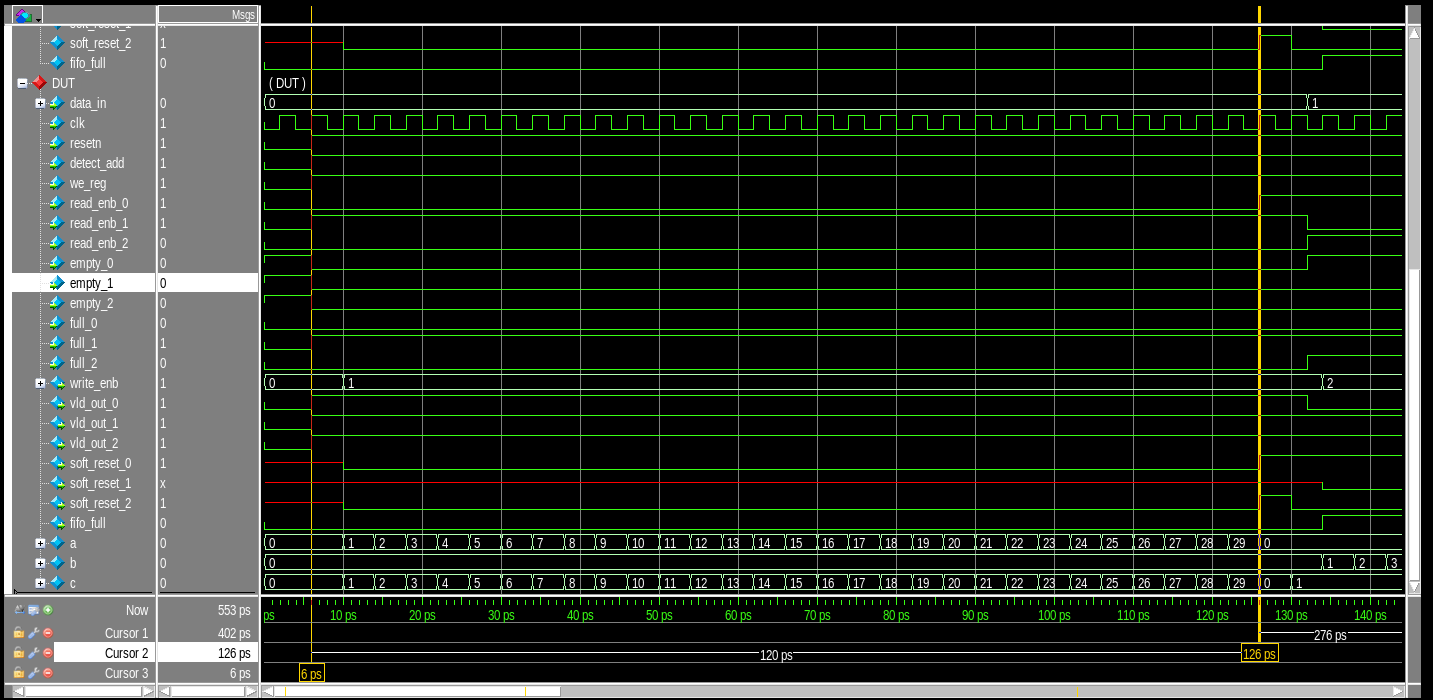 Msgs
soft_reset_1 x
soft_reset_2 1
fifo_full 0
DUT ( DUT )
data_in 0 0 1
clk 1
resetn 1
detect_add 1
we_reg 1
read_enb_0 1
read_enb_1 1
read_enb_2 0
empty_0 0
empty_1 0
empty_2 0
full_0 0
full_1 1
full_2 0
write_enb 1 0 1 2
vld_out_0 1
vld_out_1 1
vld_out_2 1
soft_reset_0 1
soft_reset_1 x
soft_reset_2 1
fifo_full 0
a 0 0 1 2 3 4 5 6 7 8 9 10 11 12 13 14 15 16 17 18 19 20 21 22 23 24 25 26 27 28 29 0
b 0 0 1 2 3
c 0 0 1 2 3 4 5 6 7 8 9 10 11 12 13 14 15 16 17 18 19 20 21 22 23 24 25 26 27 28 29 0 1
Now 553 ps ps 10 ps 20 ps 30 ps 40 ps 50 ps 60 ps 70 ps 80 ps 90 ps 100 ps 110 ps 120 ps 130 ps 140 ps
Cursor 1 402 ps 276 ps
Cursor 2 126 ps 120 ps 126 ps
Cursor 3 6 ps 6 ps